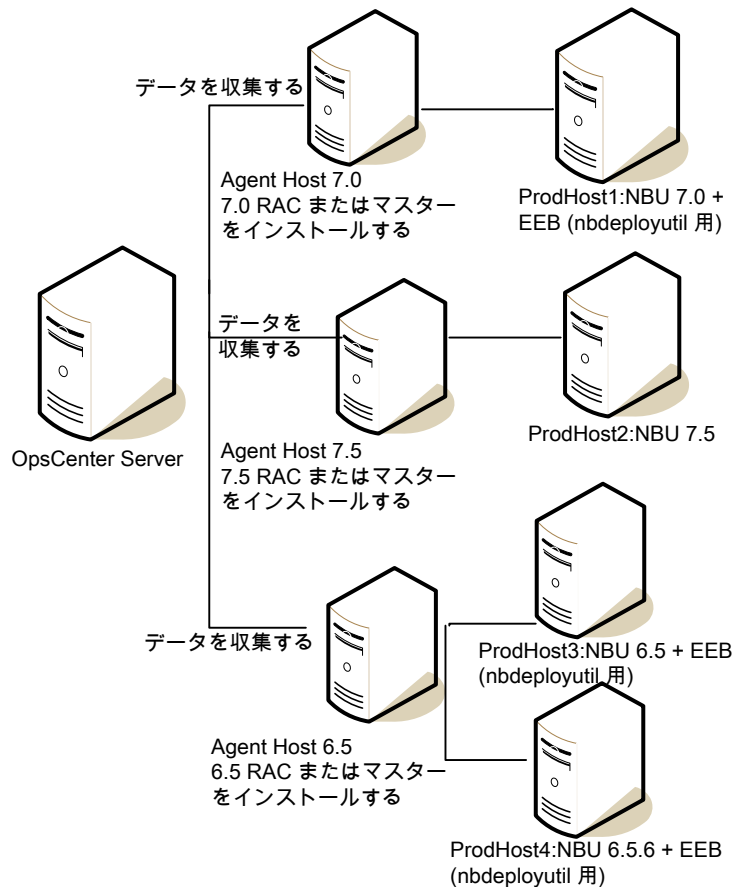 データを収集する
Agent Host 7.0
7.0 RAC またはマスター
をインストールする
ProdHost1:NBU 7.0 +
EEB (nbdeployutil 用)
OpsCenter Server
データを
収集する
Agent Host 7.5
7.5 RAC またはマスター
をインストールする
ProdHost2:NBU 7.5
データを収集する
Agent Host 6.5
6.5 RAC またはマスター
をインストールする
ProdHost3:NBU 6.5 + EEB
(nbdeployutil 用)
ProdHost4:NBU 6.5.6 + EEB
(nbdeployutil 用)